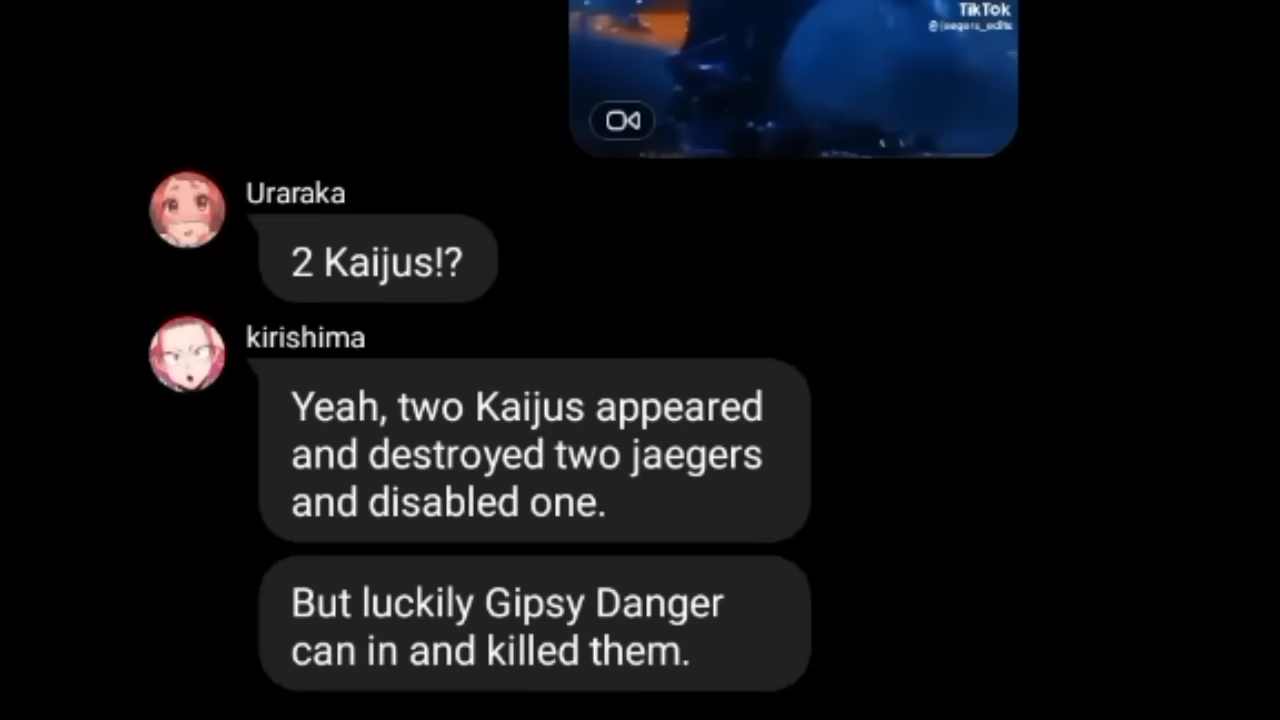 TikTok
@jaegers_edits
Uraraka
2 Kaijus!?
kirishima
Yeah, two Kaijus appeared
and destroyed two jaegers
and disabled one.
But luckily Gipsy Danger
can in and killed them.